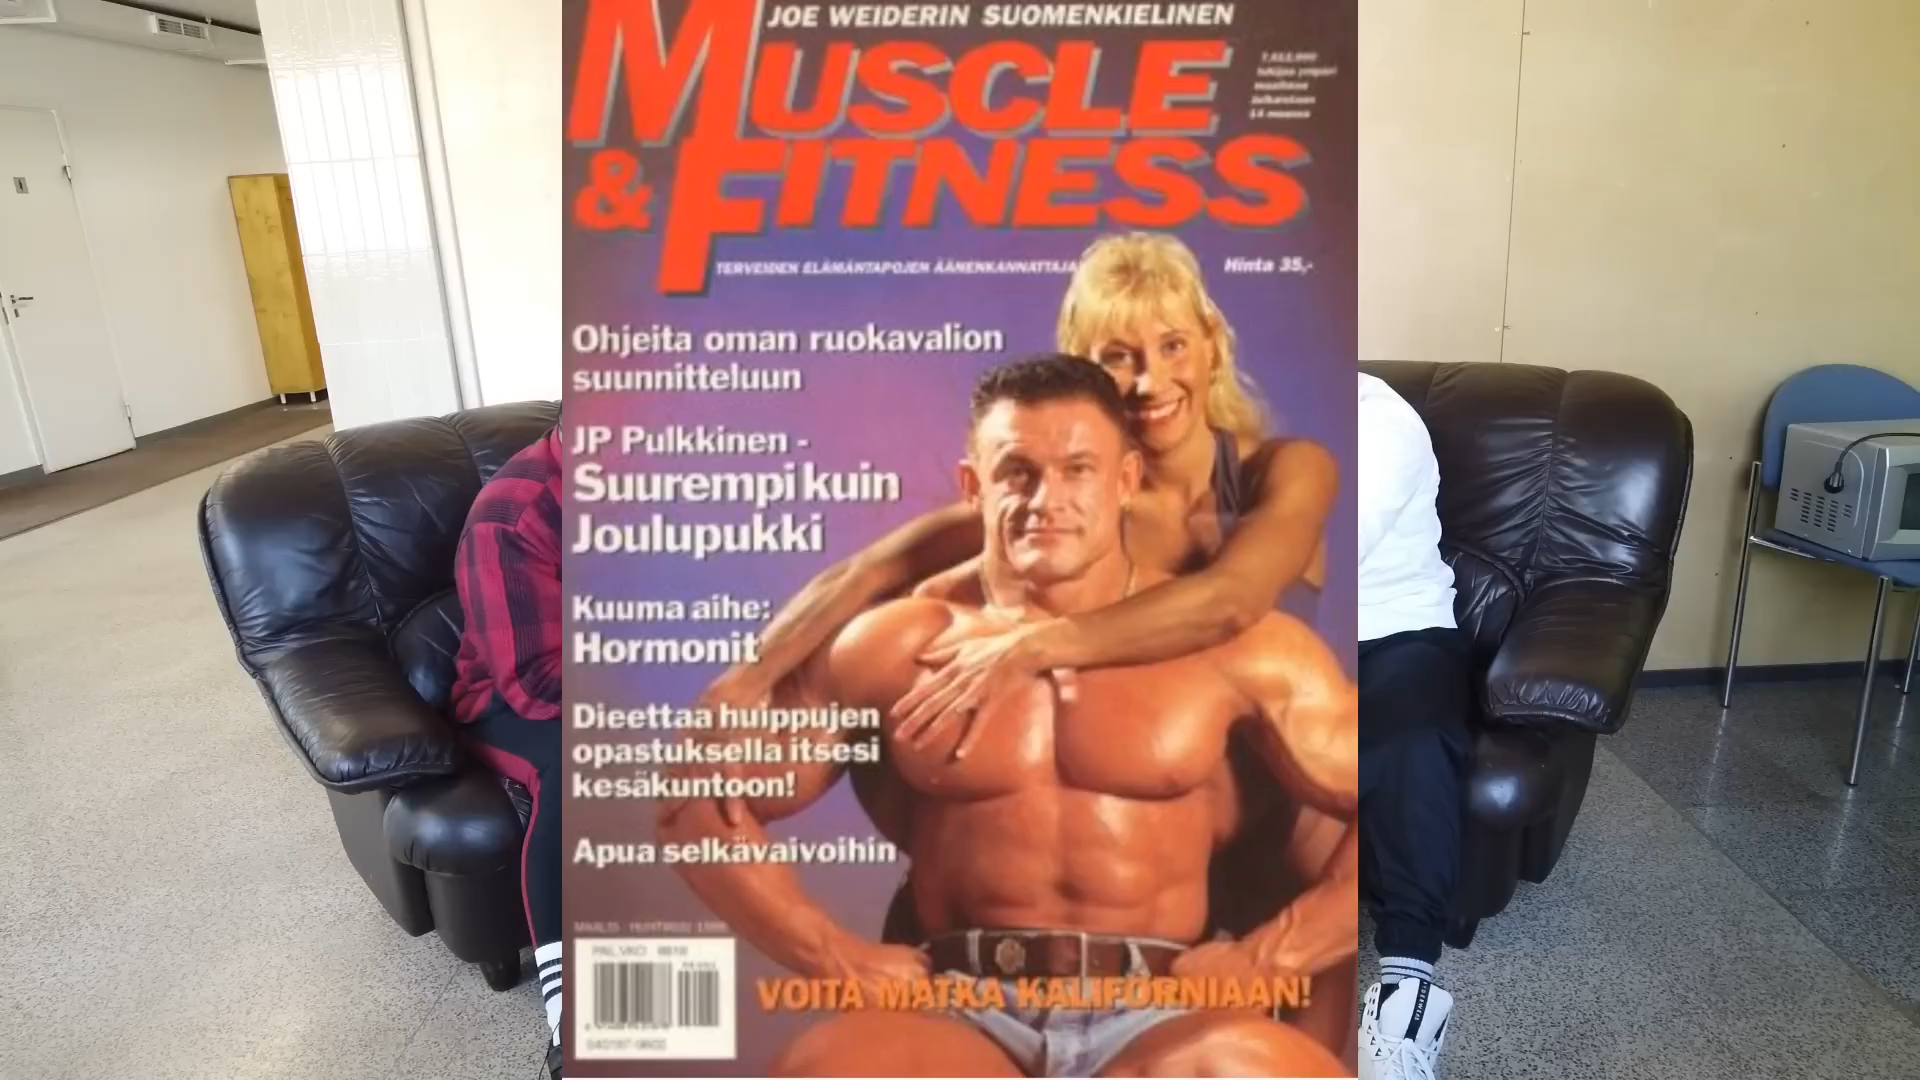 JOE WEIDERIN SUOMENKIELINEN
MUSCLE
& FITNESS
TERVEIDEN ELÄMÄNTAPOJEN ÄÄNENKANNATTAJA
Hinta 35,-
Ohjeita oman ruokavalion
suunnitteluun
JP Pulkkinen -
Suurempi kuin
Joulupukki
Kuuma aihe:
Hormonit
Dieettaa huippujen
opastuksella itsesi
kesäkuntoon!
Apua selkävaivoihin
VOITA MATKA KALIFORNIAAN!